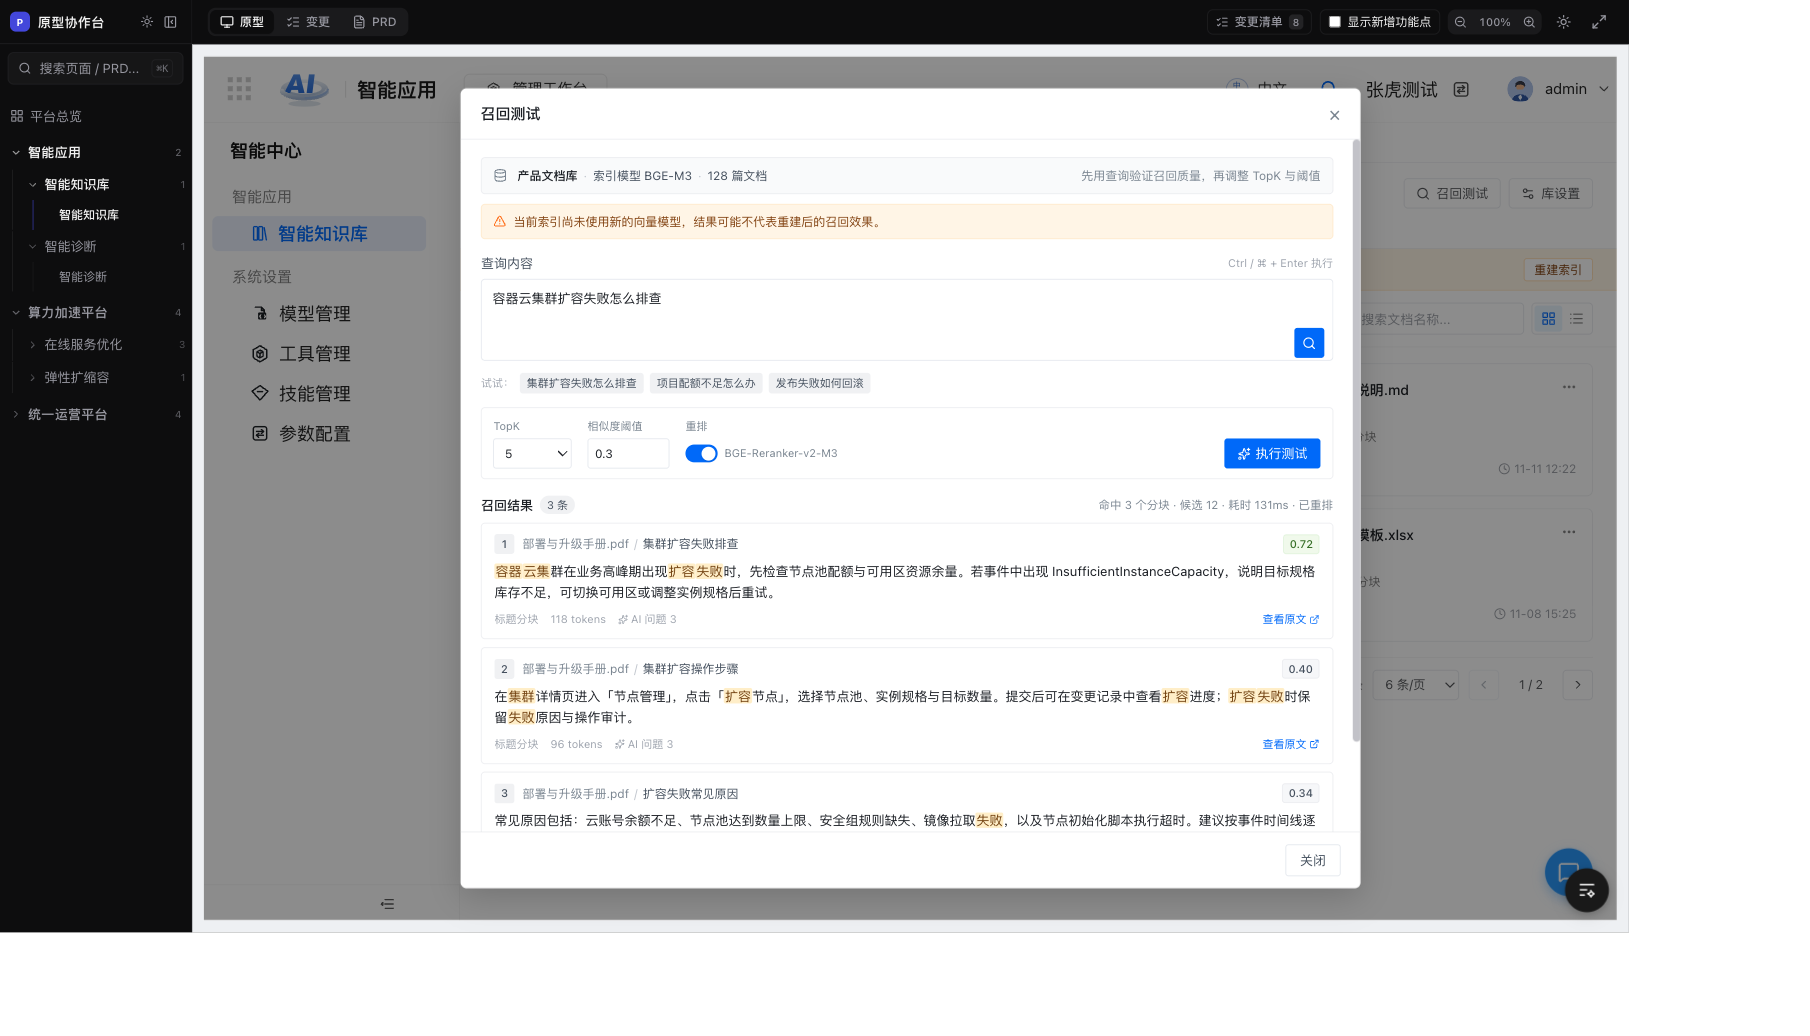 P 原型协作台
原型 变更 PRD
变更清单 8 显示新增功能点 100%
搜索页面 / PRD... ⌘K
平台总览
智能应用 2
智能知识库 1
智能知识库
智能诊断 1
智能诊断
算力加速平台 4
在线服务优化 3
弹性扩缩容 1
统一运营平台 4
AI 智能应用 管理工作台 中文 张虎测试 admin
智能中心
智能应用
智能知识库
系统设置
模型管理
工具管理
技能管理
参数配置
召回测试 库设置
重建索引
搜索文档名称...
说明.md
分块
11-11 12:22
模板.xlsx
分块
11-08 15:25
6 条/页 1 / 2
召回测试
产品文档库 · 索引模型 BGE-M3 · 128 篇文档 先用查询验证召回质量，再调整 TopK 与阈值
当前索引尚未使用新的向量模型，结果可能不代表重建后的召回效果。
查询内容 Ctrl / ⌘ + Enter 执行
容器云集群扩容失败怎么排查
试试： 集群扩容失败怎么排查 项目配额不足怎么办 发布失败如何回滚
TopK 相似度阈值 重排
5 0.3 BGE-Reranker-v2-M3 执行测试
召回结果 3 条 命中 3 个分块 · 候选 12 · 耗时 131ms · 已重排
1 部署与升级手册.pdf / 集群扩容失败排查 0.72
容器云集群在业务高峰期出现扩容失败时，先检查节点池配额与可用区资源余量。若事件中出现 InsufficientInstanceCapacity，说明目标规格
库存不足，可切换可用区或调整实例规格后重试。
标题分块 118 tokens AI 问题 3 查看原文
2 部署与升级手册.pdf / 集群扩容操作步骤 0.40
在集群详情页进入「节点管理」，点击「扩容节点」，选择节点池、实例规格与目标数量。提交后可在变更记录中查看扩容进度；扩容失败时保
留失败原因与操作审计。
标题分块 96 tokens AI 问题 3 查看原文
3 部署与升级手册.pdf / 扩容失败常见原因 0.34
常见原因包括：云账号余额不足、节点池达到数量上限、安全组规则缺失、镜像拉取失败，以及节点初始化脚本执行超时。建议按事件时间线逐
关闭